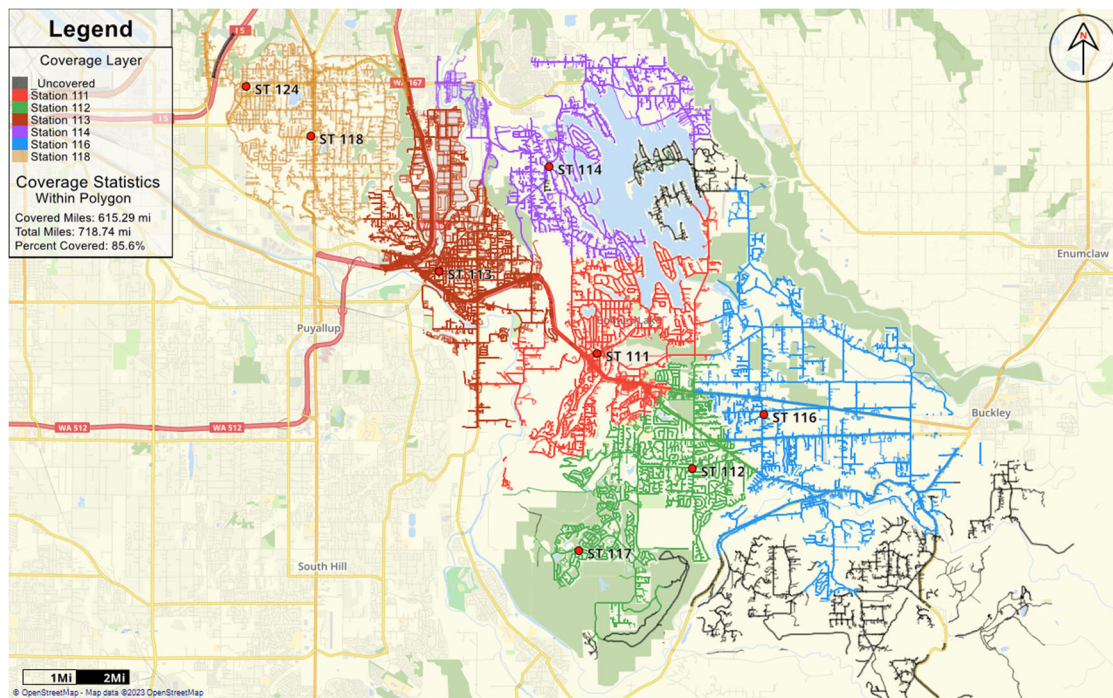 Legend
Coverage Layer
_Uncovered
Station 111
Station 112
Station 113
Station 114
Station 116
Station 118
Coverage Statistics
Within Polygon
Covered Miles: 615.29 mi
Total Miles: 718.74 mi
Percent Covered: 85.6%
I 5
N
WA 167
ST 124
I 5
ST 118
ST 114
Enumclaw
ST 113
Puyallup
ST 111
Buckley
ST 116
WA 512
WA 512
ST 112
ST 117
South Hill
1Mi
2Mi
© OpenStreetMap - Map data ©2023 OpenStreetMap